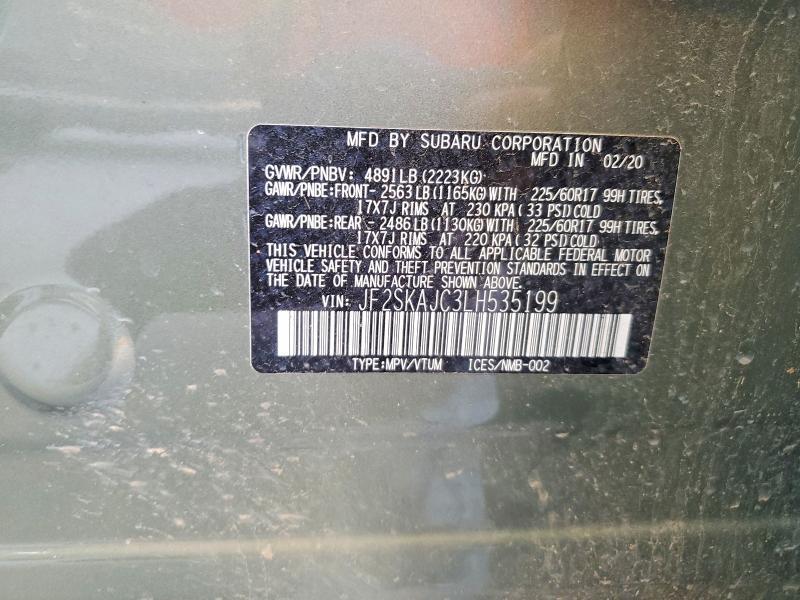 MFD BY SUBARU CORPORATION
MFD IN 02/20
GVWR/PNBV: 4891LB(2223KG)
GAWR/PNBE:FRONT- 2563LB(1165KG)WITH 225/60R17 99H TIRES,
17X7J RIMS AT 230 KPA(33 PSI)COLD
GAWR/PNBE:REAR - 2486LB(1130KG)WITH 225/60R17 99H TIRES,
17X7J RIMS AT 220 KPA(32 PSI)COLD
THIS VEHICLE CONFORMS TO ALL APPLICABLE FEDERAL MOTOR
VEHICLE SAFETY AND THEFT PREVENTION STANDARDS IN EFFECT ON
THE DATE OF MANUFACTURE SHOWN ABOVE.
VIN: JF2SKAJC3LH535199
TYPE:MPV/VTUM ICES/NMB-002